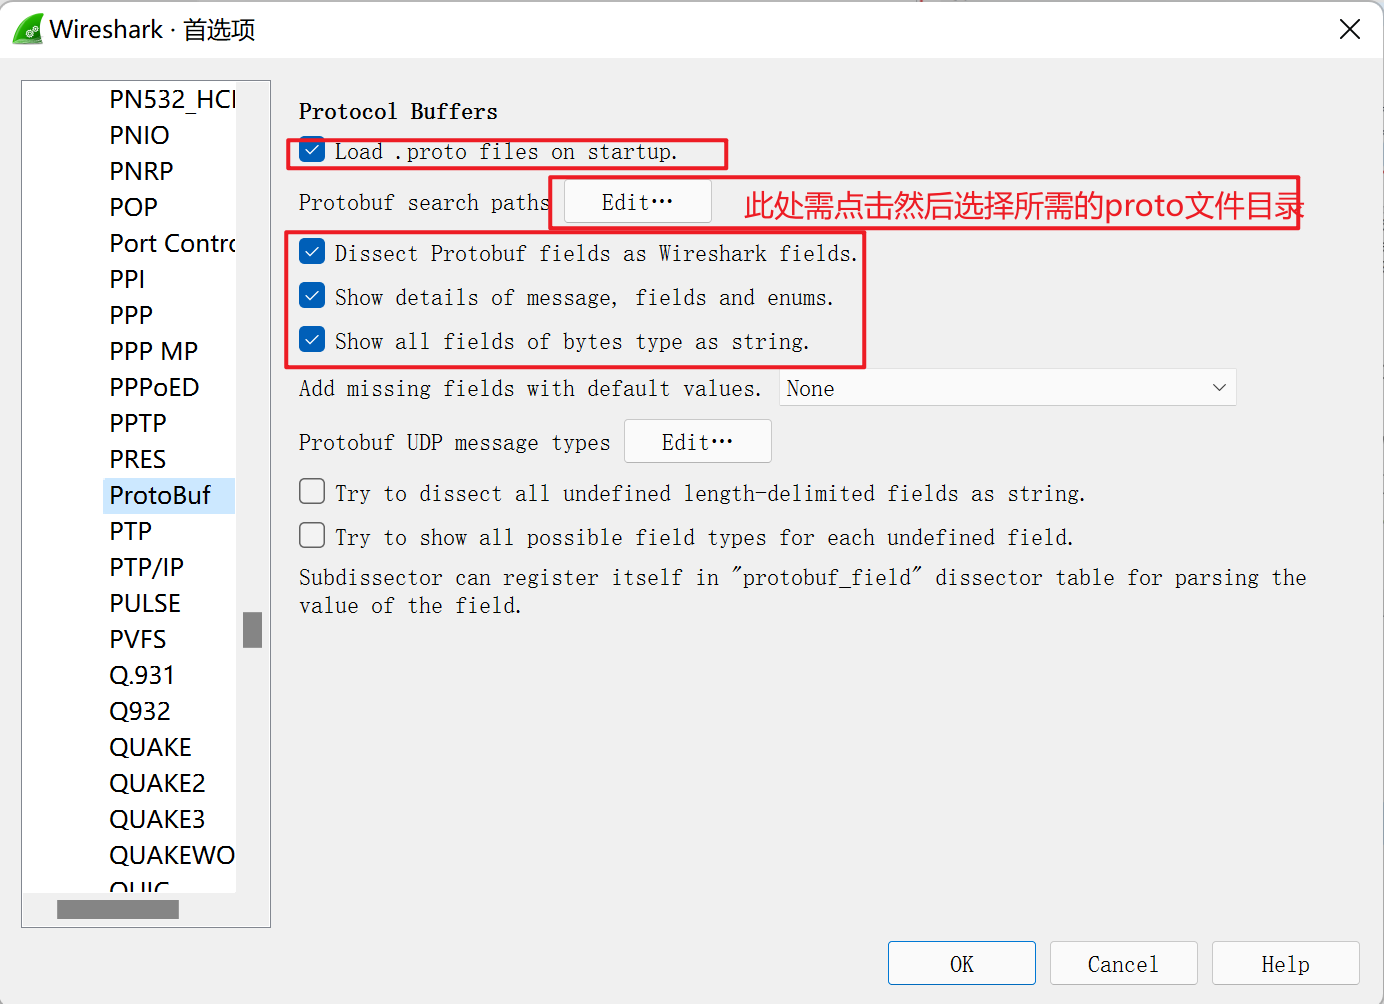 Wireshark · 首选项
PN532_HCI
PNIO
PNRP
POP
Port Contro
PPI
PPP
PPP MP
PPPoED
PPTP
PRES
ProtoBuf
PTP
PTP/IP
PULSE
PVFS
Q.931
Q932
QUAKE
QUAKE2
QUAKE3
QUAKEWO
QUIC
Protocol Buffers
Load .proto files on startup.
Protobuf search paths Edit… 此处需点击然后选择所需的proto文件目录
Dissect Protobuf fields as Wireshark fields.
Show details of message, fields and enums.
Show all fields of bytes type as string.
Add missing fields with default values. None
Protobuf UDP message types Edit…
Try to dissect all undefined length-delimited fields as string.
Try to show all possible field types for each undefined field.
Subdissector can register itself in "protobuf_field" dissector table for parsing the
value of the field.
OK Cancel Help